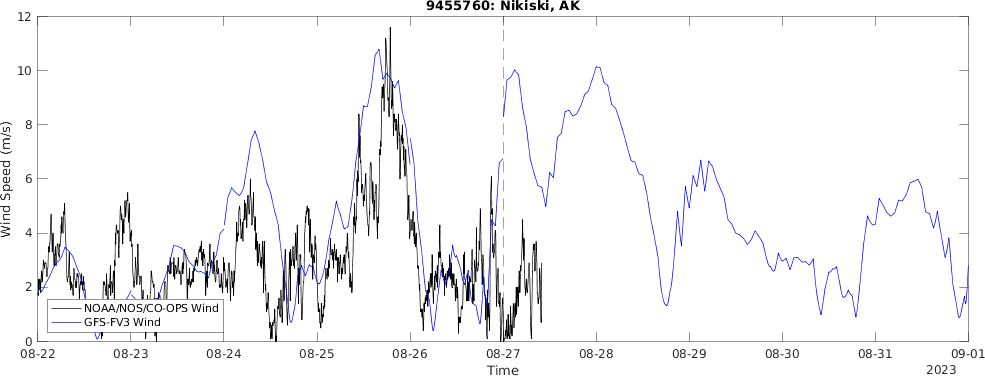 9455760: Nikiski, AK
Wind Speed (m/s)
12
10
8
6
4
2
0
NOAA/NOS/CO-OPS Wind
GFS-FV3 Wind
08-22 08-23 08-24 08-25 08-26 08-27 08-28 08-29 08-30 08-31 09-01
Time
2023